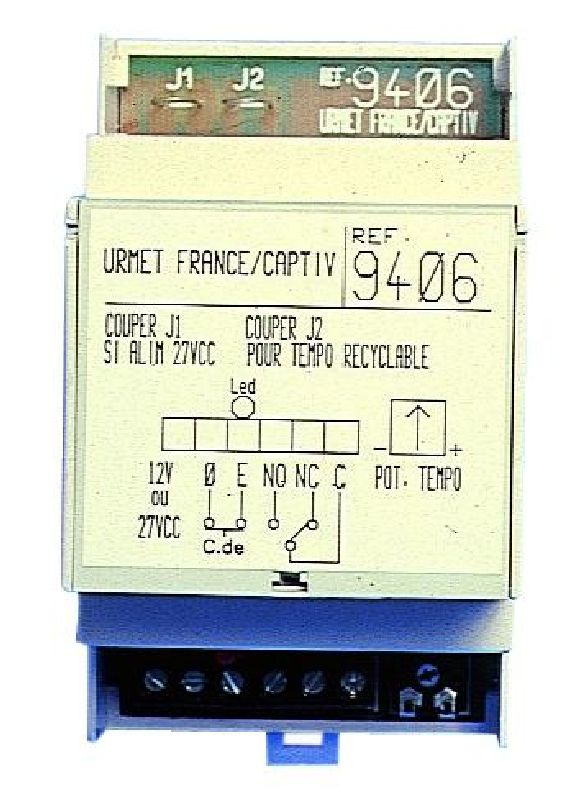 J1 J2 REF. 9406
URMET FRANCE/CAPTIV
URMET FRANCE/CAPTIV REF. 9406
COUPER J1 COUPER J2
SI ALIM 27VCC POUR TEMPO RECYCLABLE
Led
- +
12V Ø E NO NC C POT. TEMPO
OU
27VCC
C.de